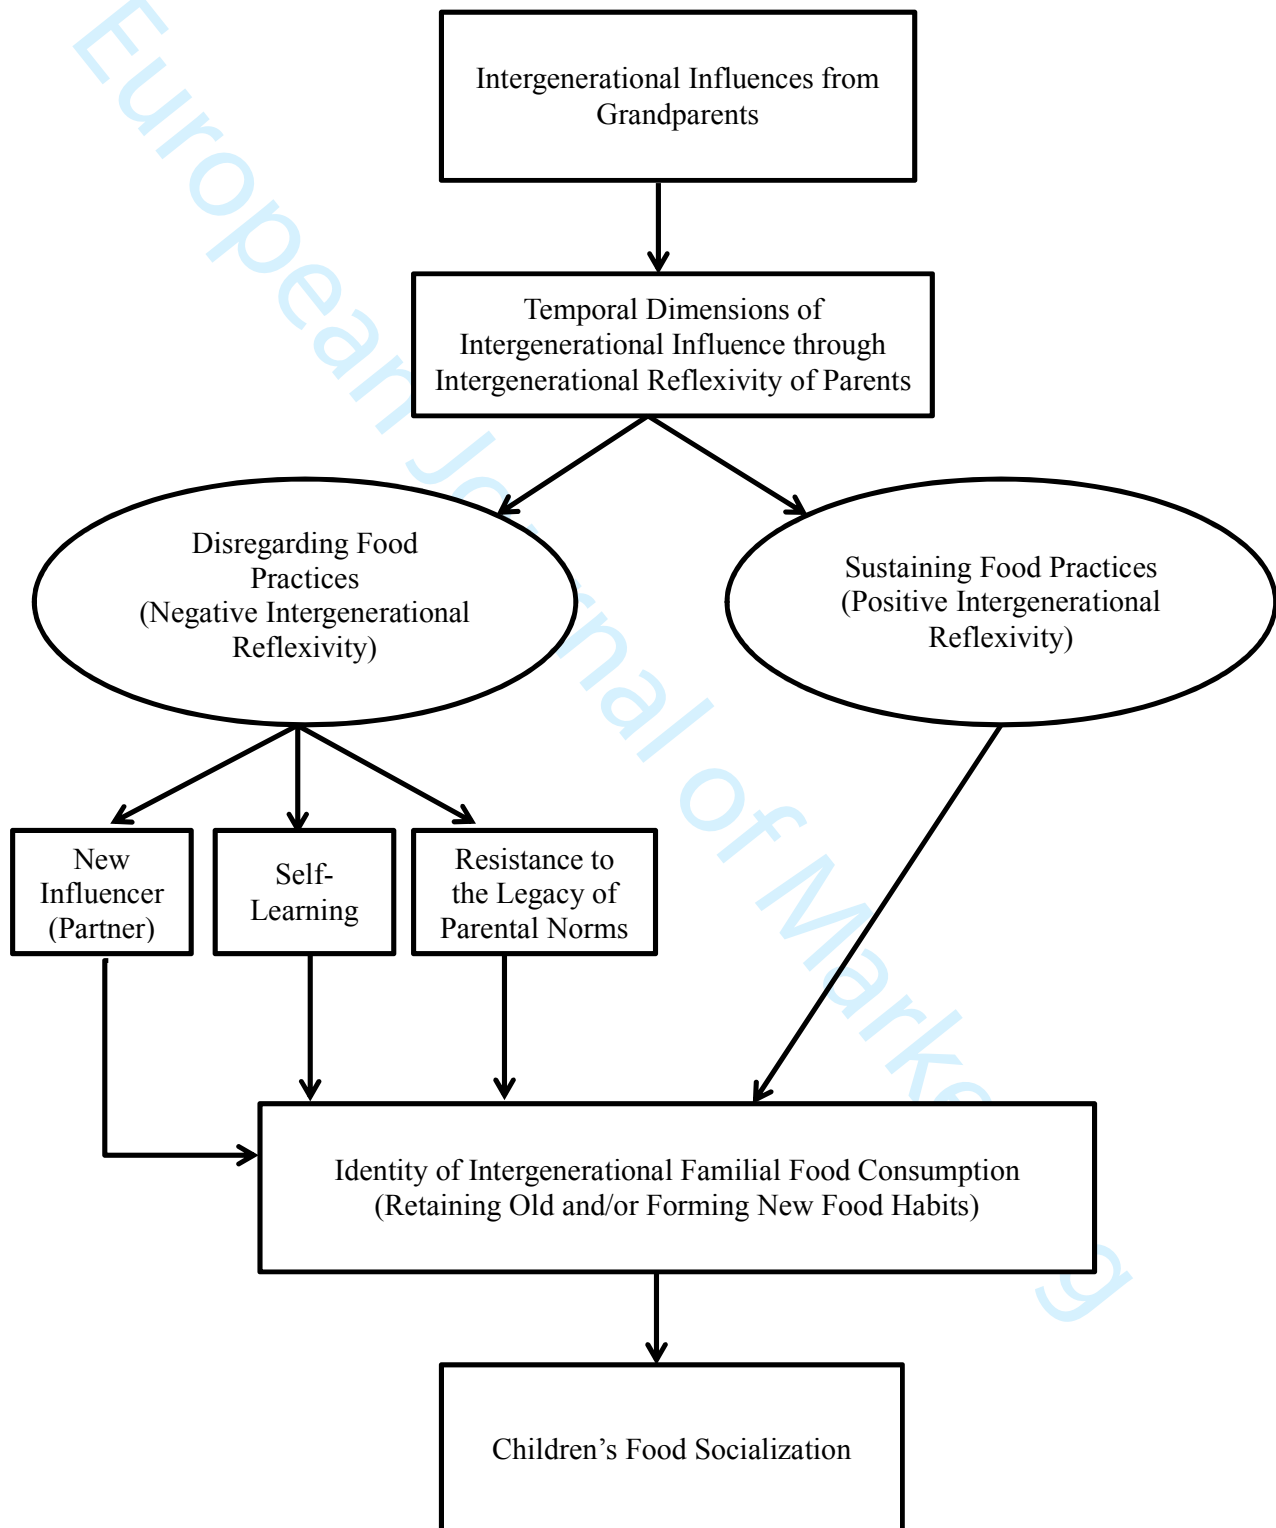 Intergenerational Influences from
Grandparents
Temporal Dimensions of
Intergenerational Influence through
Intergenerational Reflexivity of Parents
Disregarding Food
Practices
(Negative Intergenerational
Reflexivity)
Sustaining Food Practices
(Positive Intergenerational
Reflexivity)
New
Influencer
(Partner)
Self-
Learning
Resistance to
the Legacy of
Parental Norms
Identity of Intergenerational Familial Food Consumption
(Retaining Old and/or Forming New Food Habits)
Children’s Food Socialization
European Journal of Marketing